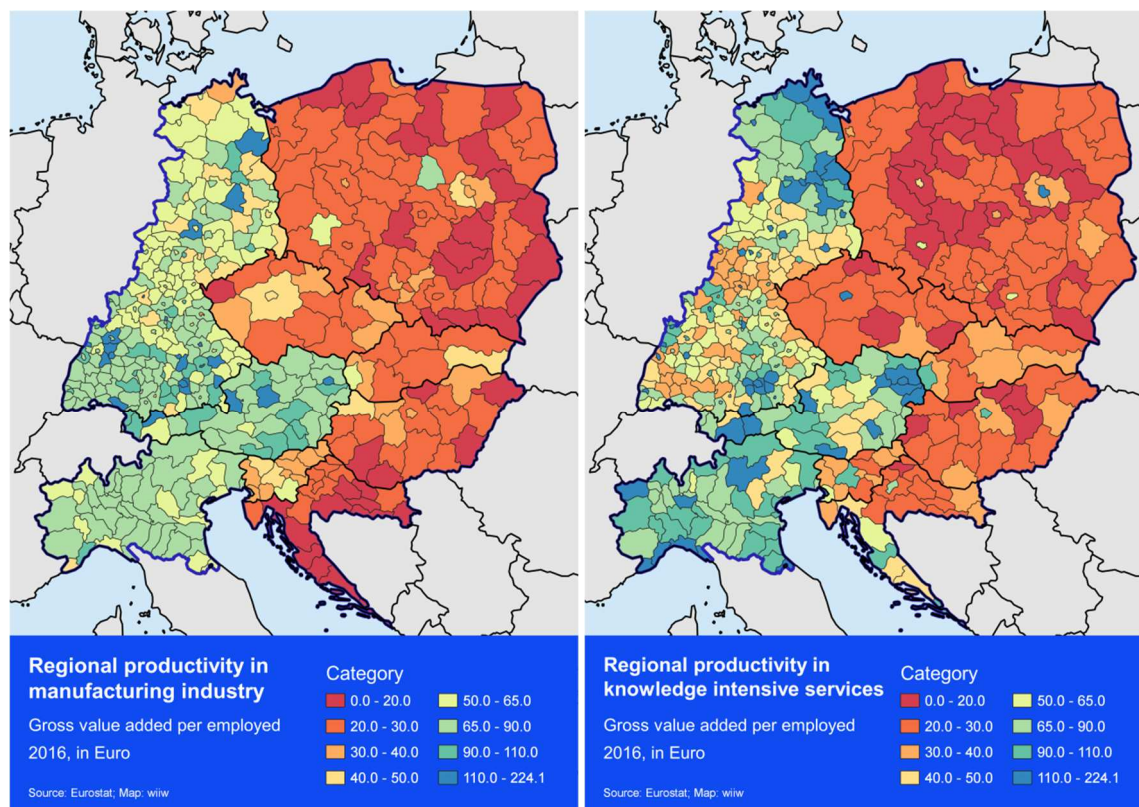 Regional productivity in
manufacturing industry
Gross value added per employed
2016, in Euro
Source: Eurostat; Map: wiiw
Category
0.0 - 20.0
20.0 - 30.0
30.0 - 40.0
40.0 - 50.0
50.0 - 65.0
65.0 - 90.0
90.0 - 110.0
110.0 - 224.1
Regional productivity in
knowledge intensive services
Gross value added per employed
2016, in Euro
Source: Eurostat; Map: wiiw
Category
0.0 - 20.0
20.0 - 30.0
30.0 - 40.0
40.0 - 50.0
50.0 - 65.0
65.0 - 90.0
90.0 - 110.0
110.0 - 224.1